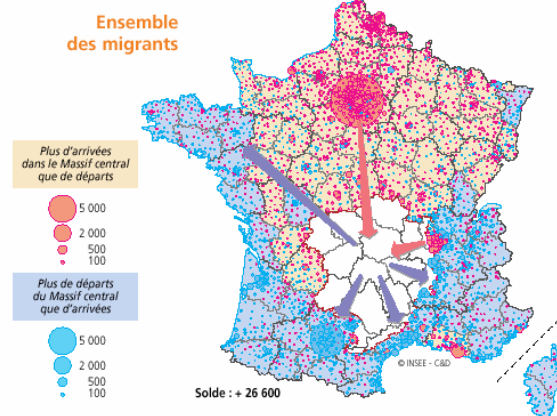 Ensemble
des migrants
Plus d'arrivées
dans le Massif central
que de départs
5 000
2 000
500
100
Plus de départs
du Massif central
que d'arrivées
5 000
2 000
500
100
Solde : + 26 600
© INSEE - C&D